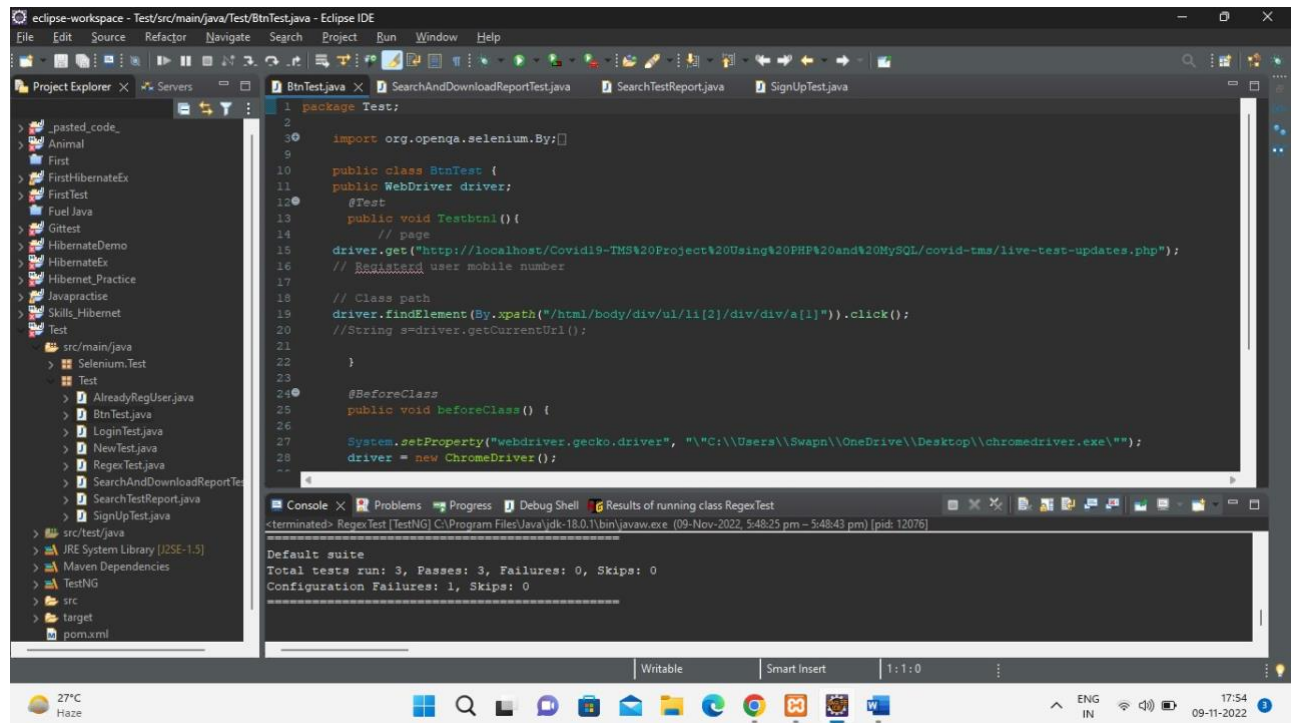 eclipse-workspace - Test/src/main/java/Test/BtnTest.java - Eclipse IDE
File Edit Source Refactor Navigate Search Project Run Window Help
Project Explorer Servers
BtnTest.java SearchAndDownloadReportTest.java SearchTestReport.java SignUpTest.java
_pasted_code_
Animal
First
FirstHibernateEx
FirstTest
Fuel Java
Gittest
HibernateDemo
HibernateEx
Hibernet_Practice
Javapractise
Skills_Hibernet
Test
src/main/java
Selenium.Test
Test
AlreadyRegUser.java
BtnTest.java
LoginTest.java
NewTest.java
RegexTest.java
SearchAndDownloadReportTe
SearchTestReport.java
SignUpTest.java
src/test/java
JRE System Library [J2SE-1.5]
Maven Dependencies
TestNG
src
target
pom.xml
1 package Test;
2
3 import org.openqa.selenium.By;
9
10 public class BtnTest {
11 public WebDriver driver;
12 @Test
13 public void Testbtn1(){
14 // page
15 driver.get("http://localhost/Covid19-TMS%20Project%20Using%20PHP%20and%20MySQL/covid-tms/live-test-updates.php");
16 // Registerd user mobile number
17
18 // Class path
19 driver.findElement(By.xpath("/html/body/div/ul/li[2]/div/div/a[1]")).click();
20 //String s=driver.getCurrentUrl();
21
22 }
23
24 @BeforeClass
25 public void beforeClass() {
26
27 System.setProperty("webdriver.gecko.driver", "\"C:\\Users\\Swapn\\OneDrive\\Desktop\\chromedriver.exe\"");
28 driver = new ChromeDriver();
Console Problems Progress Debug Shell Results of running class RegexTest
<terminated> RegexTest [TestNG] C:\Program Files\Java\jdk-18.0.1\bin\javaw.exe (09-Nov-2022, 5:48:25 pm – 5:48:43 pm) [pid: 12076]
===============================================
Default suite
Total tests run: 3, Passes: 3, Failures: 0, Skips: 0
Configuration Failures: 1, Skips: 0
===============================================
Writable Smart Insert 1 : 1 : 0
27°C
Haze
ENG
IN
17:54
09-11-2022
3